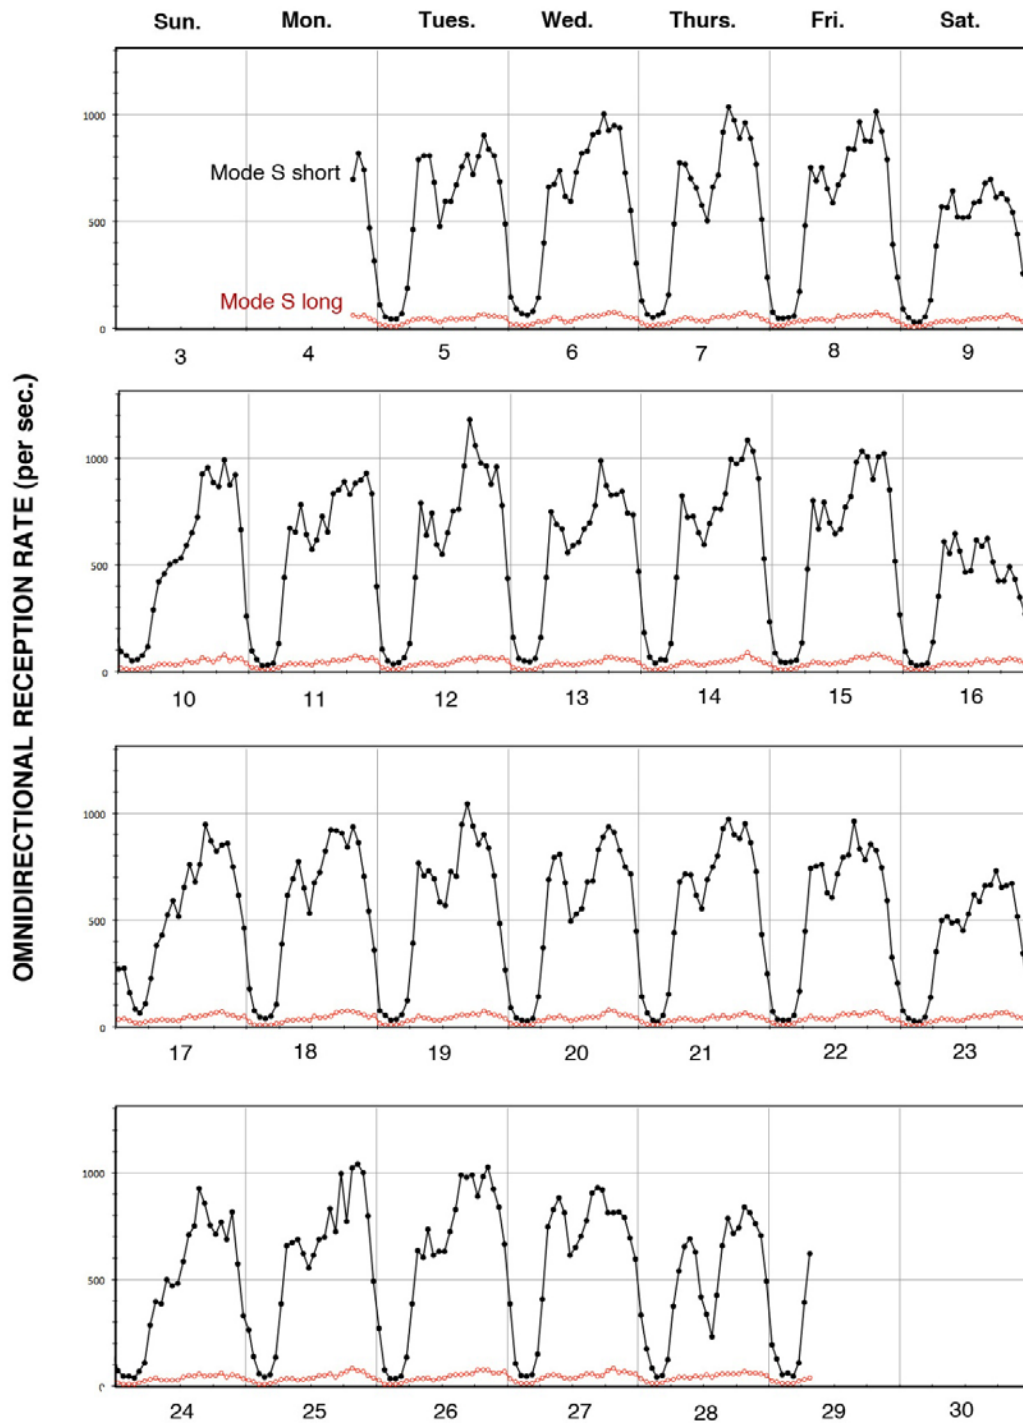 Sun. Mon. Tues. Wed. Thurs. Fri. Sat.
OMNIDIRECTIONAL RECEPTION RATE (per sec.)
1000
Mode S short
500
Mode S long
0
3 4 5 6 7 8 9
1000
500
0
10 11 12 13 14 15 16
1000
500
0
17 18 19 20 21 22 23
1000
500
24 25 26 27 28 29 30